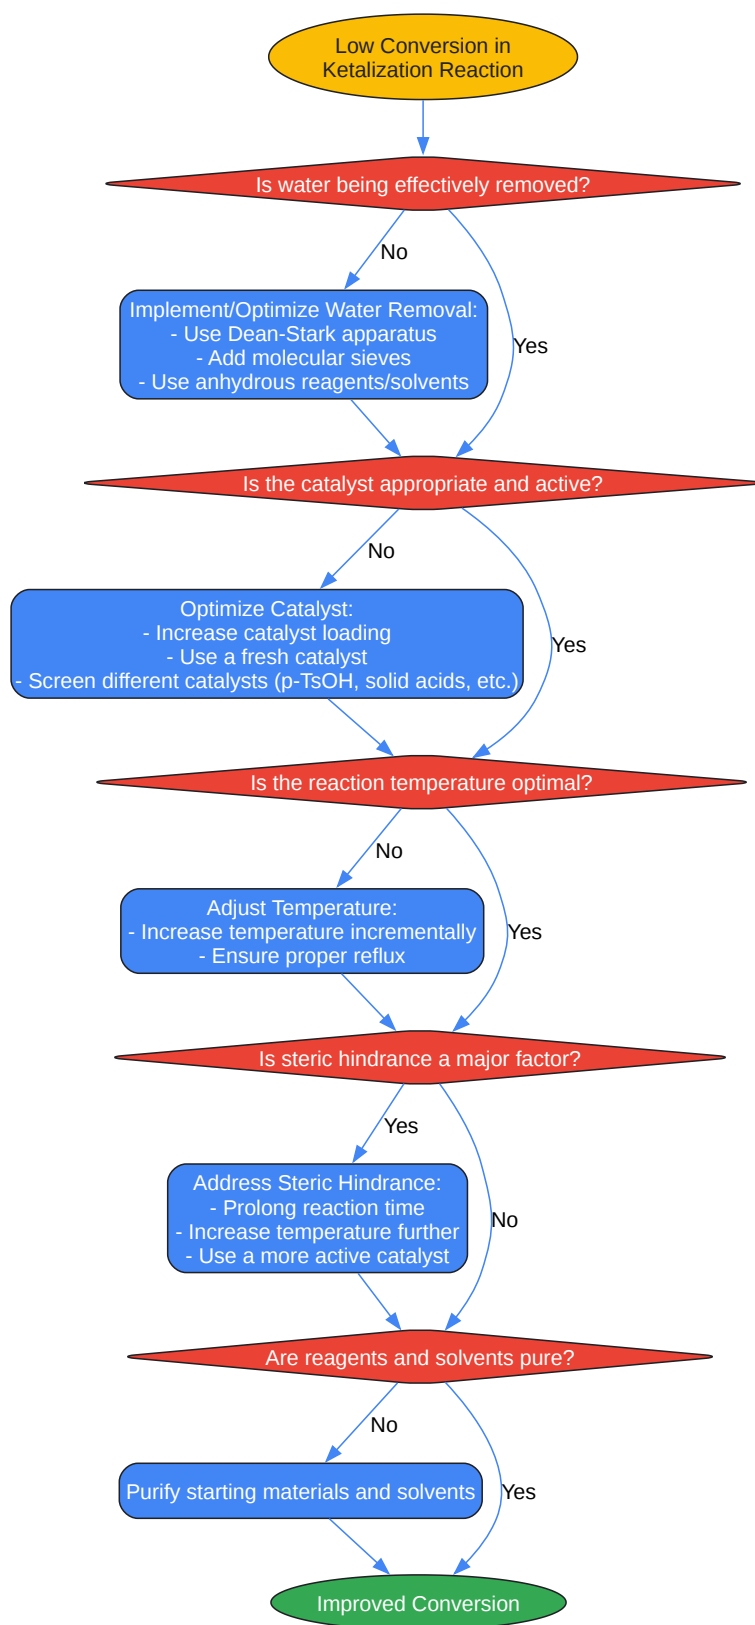 Low Conversion in
Ketalization Reaction
Is water being effectively removed?
No
Implement/Optimize Water Removal:
- Use Dean-Stark apparatus
- Add molecular sieves
- Use anhydrous reagents/solvents
Yes
Is the catalyst appropriate and active?
No
Optimize Catalyst:
- Increase catalyst loading
- Use a fresh catalyst
- Screen different catalysts (p-TsOH, solid acids, etc.)
Yes
Is the reaction temperature optimal?
No
Adjust Temperature:
- Increase temperature incrementally
- Ensure proper reflux
Yes
Is steric hindrance a major factor?
Yes
Address Steric Hindrance:
- Prolong reaction time
- Increase temperature further
- Use a more active catalyst
No
Are reagents and solvents pure?
No
Purify starting materials and solvents
Yes
Improved Conversion